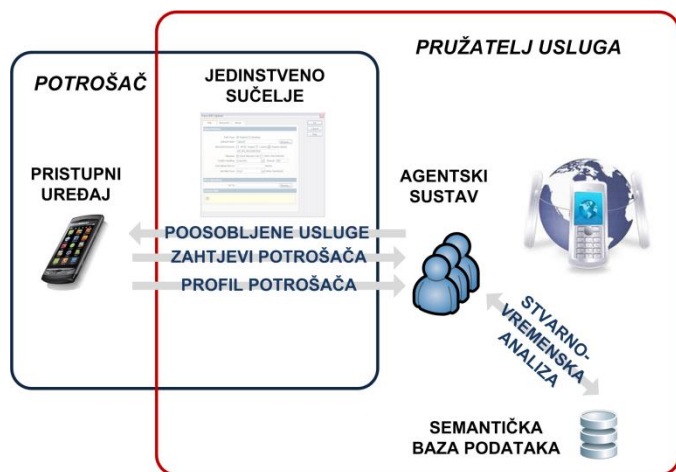 PRUŽATELJ USLUGA
POTROŠAČ
JEDINSTVENO
SUČELJE
PRISTUPNI
UREĐAJ
AGENTSKI
SUSTAV
POOSOBLJENE USLUGE
ZAHTJEVI POTROŠAČA
PROFIL POTROŠAČA
STVARNO-
VREMENSKA
ANALIZA
SEMANTIČKA
BAZA PODATAKA